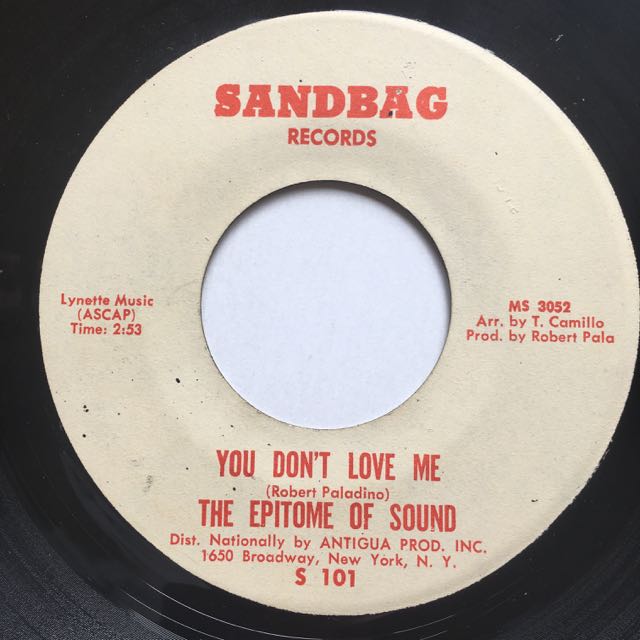 SANDBAG
RECORDS
Lynette Music
(ASCAP)
Time: 2:53
MS 3052
Arr. by T. Camillo
Prod. by Robert Pala
YOU DON'T LOVE ME
(Robert Paladino)
THE EPITOME OF SOUND
Dist. Nationally by ANTIGUA PROD. INC.
1650 Broadway, New York, N. Y.
S 101